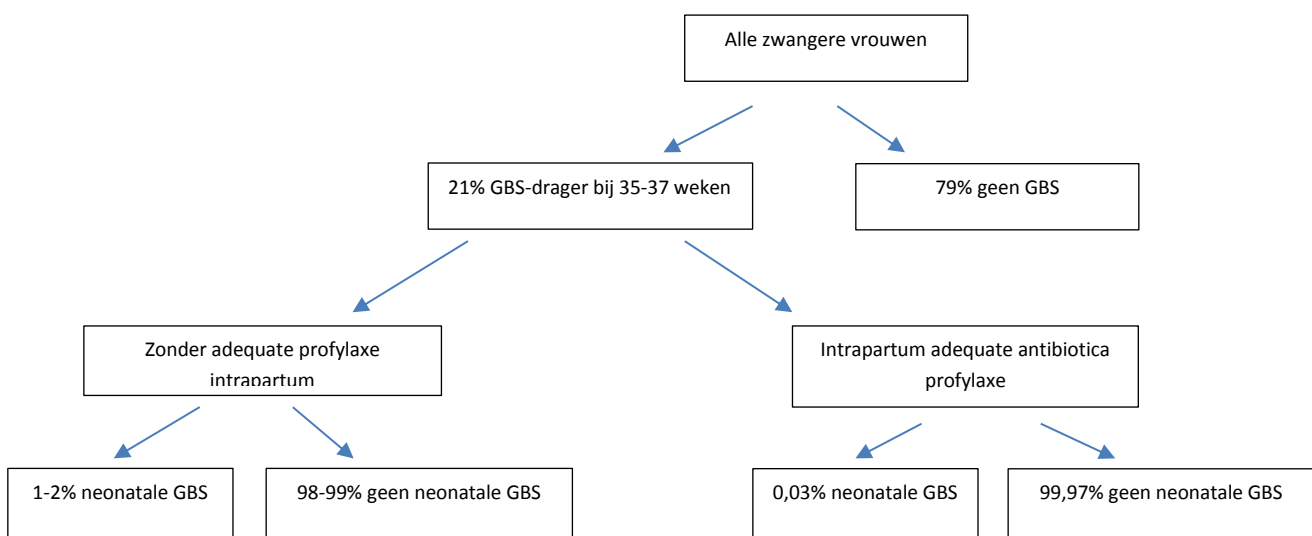 Alle zwangere vrouwen
21% GBS-drager bij 35-37 weken
79% geen GBS
Zonder adequate profylaxe
intrapartum
Intrapartum adequate antibiotica
profylaxe
1-2% neonatale GBS
98-99% geen neonatale GBS
0,03% neonatale GBS
99,97% geen neonatale GBS